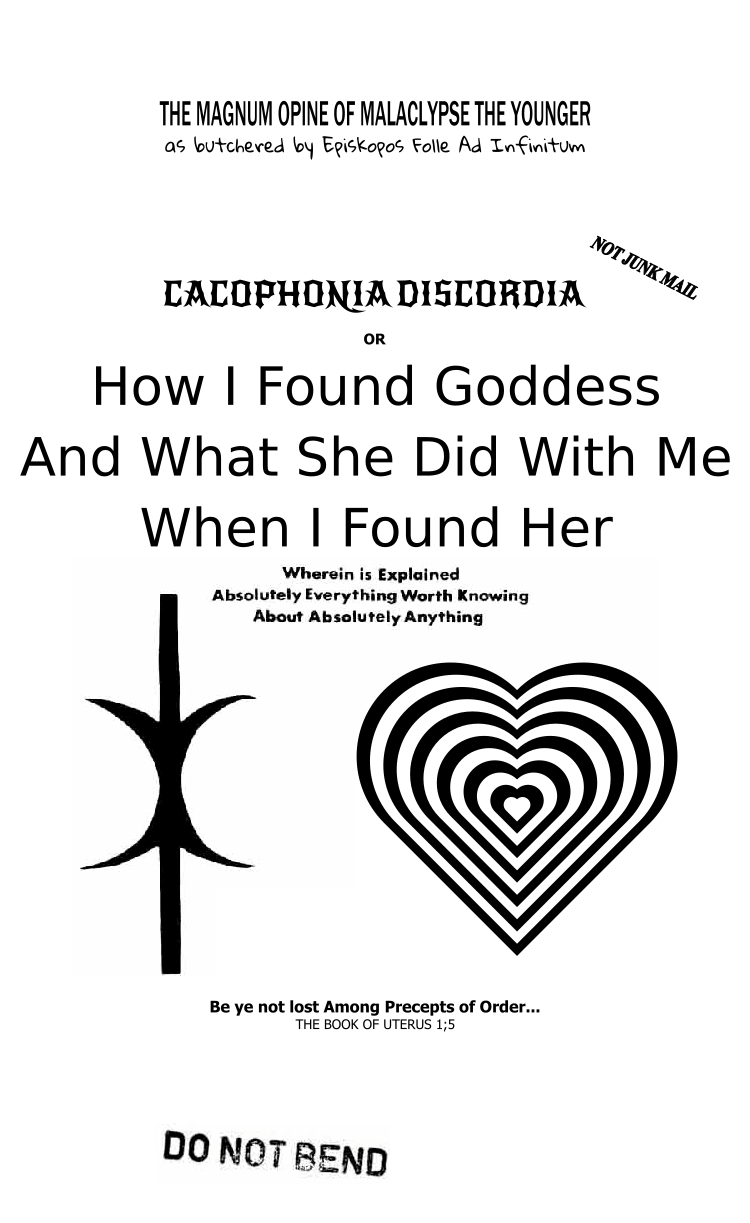 THE MAGNUM OPINE OF MALACLYPSE THE YOUNGER
as butchered by Episkopos Folle Ad Infinitum
NOT JUNK MAIL
CACOPHONIA DISCORDIA
OR
How I Found Goddess
And What She Did With Me
When I Found Her
Wherein is Explained
Absolutely Everything Worth Knowing
About Absolutely Anything
Be ye not lost Among Precepts of Order...
THE BOOK OF UTERUS 1;5
DO NOT BEND